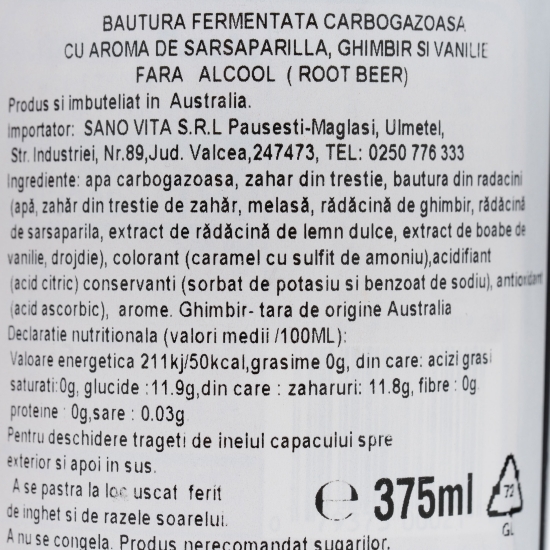 BAUTURA FERMENTATA CARBOGAZOASA
CU AROMA DE SARSAPARILLA, GHIMBIR SI VANILIE
FARA ALCOOL ( ROOT BEER)
Produs si imbuteliat in Australia.
Importator: SANO VITA S.R.L Pausesti-Maglasi, Ulmetel,
Str. Industriei, Nr.89,Jud. Valcea,247473, TEL: 0250 776 333
Ingrediente: apa carbogazoasa, zahar din trestie, bautura din radacini
(apă, zahăr din trestie de zahăr, melasă, rădăcină de ghimbir, rădăcină
de sarsaparila, extract de rădăcină de lemn dulce, extract de boabe de
vanilie, drojdie), colorant (caramel cu sulfit de amoniu),acidifiant
(acid citric) conservanti (sorbat de potasiu si benzoat de sodiu), antioxidant
(acid ascorbic), arome. Ghimbir- tara de origine Australia
Declaratie nutritionala (valori medii /100ML):
Valoare energetica 211kj/50kcal,grasime 0g, din care: acizi grasi
saturati:0g, glucide :11.9g,din care : zaharuri: 11.8g, fibre : 0g
proteine : 0g,sare : 0.03g
Pentru deschidere trageti de inelul capacului spre
exterior si apoi in sus.
A se pastra la loc uscat ferit
de inghet si de razele soarelui.
A nu se congela. Produs nerecomandat sugarilor.
e 375ml
72
GL